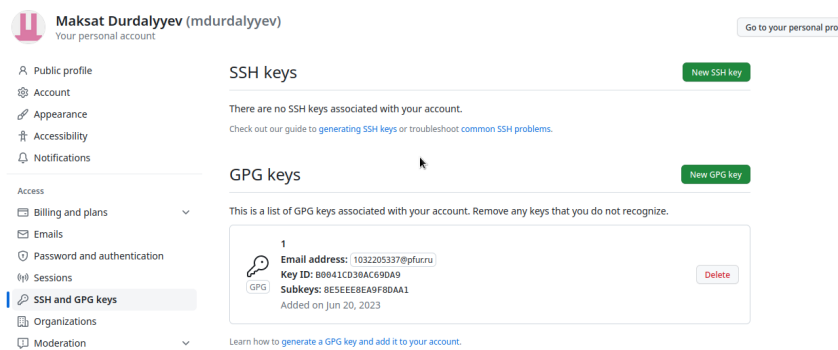 Maksat Durdalyyev (mdurdalyyev)
Your personal account
Go to your personal pro
Public profile
Account
Appearance
Accessibility
Notifications
Access
Billing and plans
Emails
Password and authentication
Sessions
SSH and GPG keys
Organizations
Moderation
SSH keys
New SSH key
There are no SSH keys associated with your account.
Check out our guide to generating SSH keys or troubleshoot common SSH problems.
GPG keys
New GPG key
This is a list of GPG keys associated with your account. Remove any keys that you do not recognize.
GPG
1
Email address: 1032205337@pfur.ru
Key ID: B0041CD30AC69DA9
Subkeys: 8E5EEE8EA9F8DAA1
Added on Jun 20, 2023
Delete
Learn how to generate a GPG key and add it to your account.